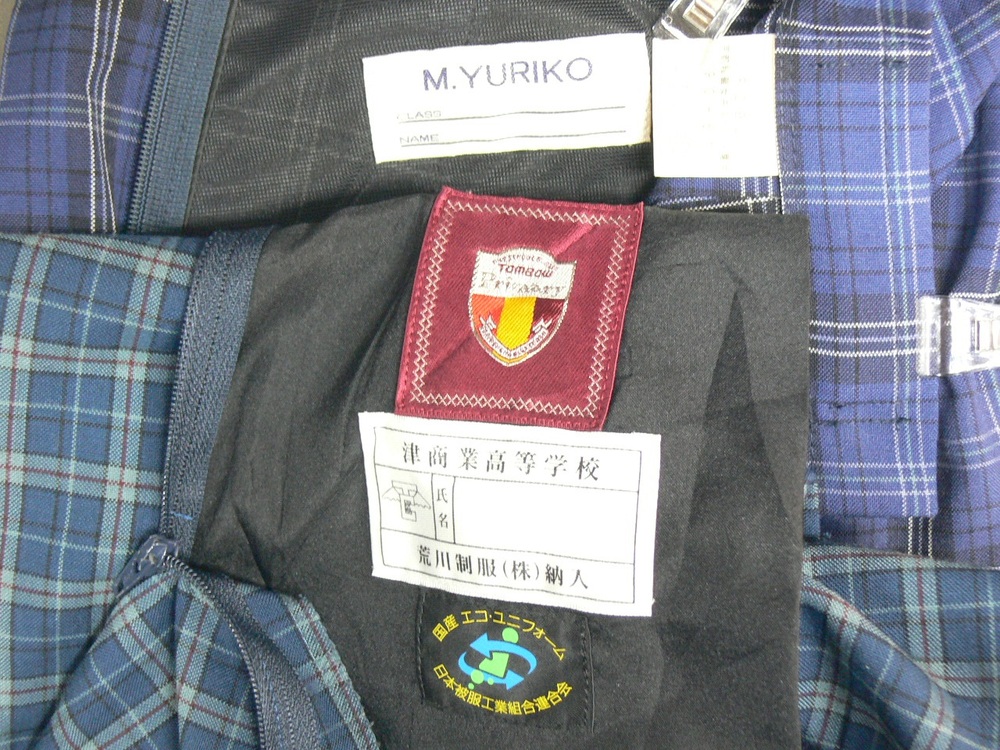 M.YURIKO
CLASS
NAME
TOMBOW
津商業高等学校
氏名
荒川制服(株)納入
国産エコ・ユニフォーム
日本被服工業組合連合会